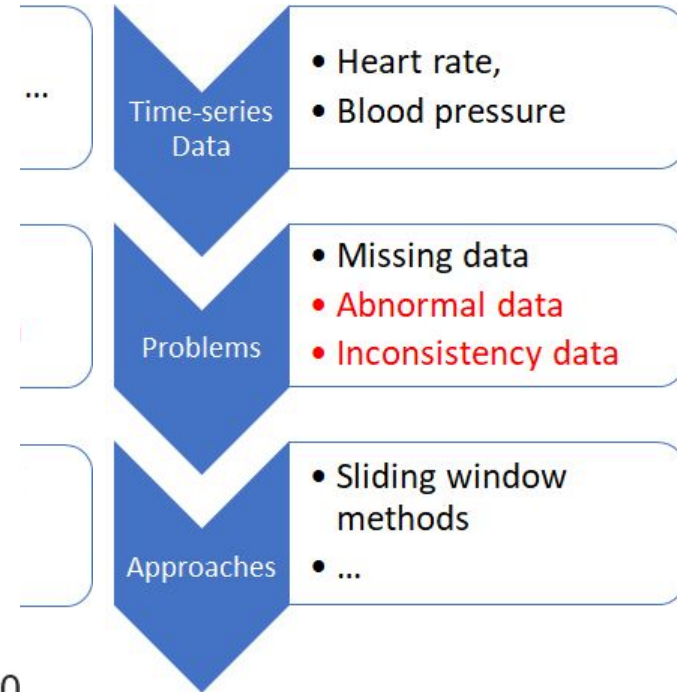 ...
Time-series
Data
• Heart rate,
• Blood pressure
Problems
• Missing data
• Abnormal data
• Inconsistency data
Approaches
• Sliding window
methods
• ...